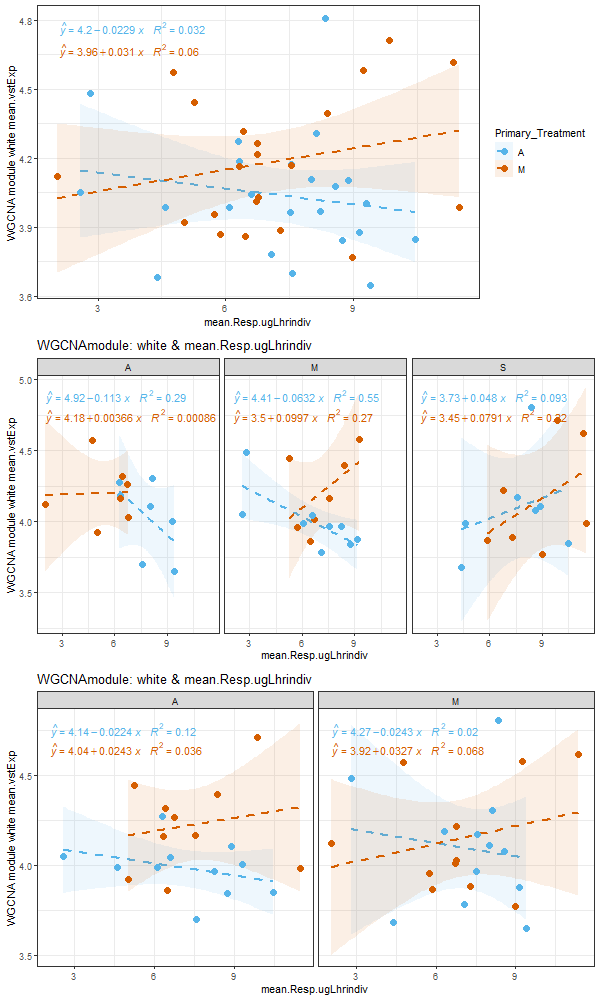 4.8
4.5
4.2
3.9
3.6
WGCNA module white mean.vstExp
ŷ = 4.2 − 0.0229 x R² = 0.032
ŷ = 3.96 + 0.031 x R² = 0.06
3 6 9
mean.Resp.ugLhrindiv
Primary_Treatment
A
M
WGCNAmodule: white & mean.Resp.ugLhrindiv
A M S
5.0
4.5
4.0
3.5
WGCNA module white mean.vstExp
ŷ = 4.92 − 0.113 x R² = 0.29
ŷ = 4.18 + 0.00366 x R² = 0.00086
ŷ = 4.41 − 0.0632 x R² = 0.55
ŷ = 3.5 + 0.0997 x R² = 0.27
ŷ = 3.73 + 0.048 x R² = 0.093
ŷ = 3.45 + 0.0791 x R² = 0.22
3 6 9 3 6 9 3 6 9
mean.Resp.ugLhrindiv
WGCNAmodule: white & mean.Resp.ugLhrindiv
A M
4.5
4.0
3.5
WGCNA module white mean.vstExp
ŷ = 4.14 − 0.0224 x R² = 0.12
ŷ = 4.04 + 0.0243 x R² = 0.036
ŷ = 4.27 − 0.0243 x R² = 0.02
ŷ = 3.92 + 0.0327 x R² = 0.068
3 6 9 3 6 9
mean.Resp.ugLhrindiv